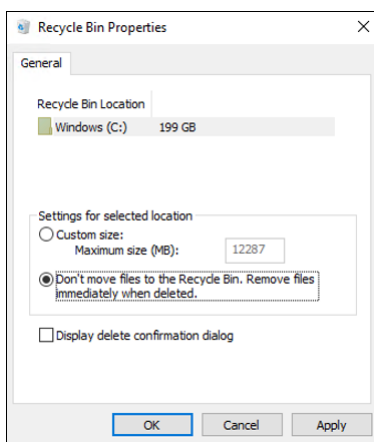 Recycle Bin Properties
General
Recycle Bin Location
Windows (C:) 199 GB
Settings for selected location
Custom size:
Maximum size (MB): 12287
Don't move files to the Recycle Bin. Remove files
immediately when deleted.
Display delete confirmation dialog
OK Cancel Apply